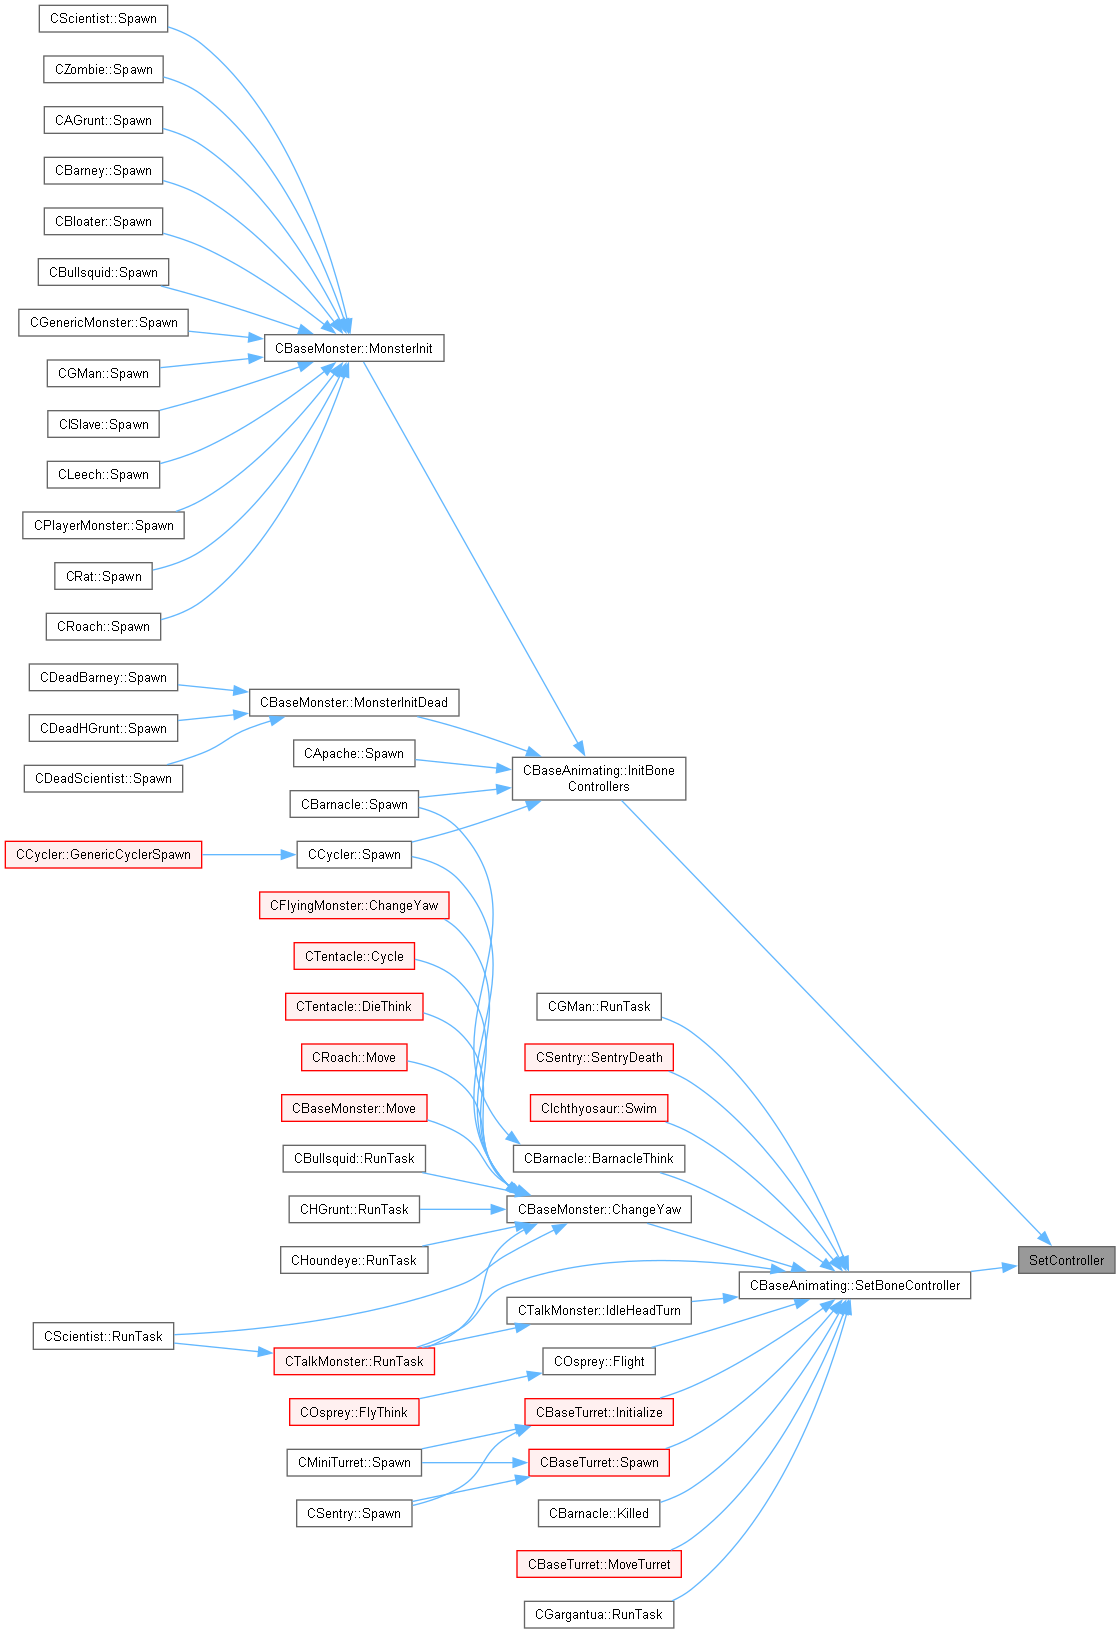 CScientist::Spawn
CZombie::Spawn
CAGrunt::Spawn
CBarney::Spawn
CBloater::Spawn
CBullsquid::Spawn
CGenericMonster::Spawn
CBaseMonster::MonsterInit
CGMan::Spawn
CISlave::Spawn
CLeech::Spawn
CPlayerMonster::Spawn
CRat::Spawn
CRoach::Spawn
CDeadBarney::Spawn
CBaseMonster::MonsterInitDead
CDeadHGrunt::Spawn
CDeadScientist::Spawn
CApache::Spawn
CBaseAnimating::InitBone
Controllers
CBarnacle::Spawn
CCycler::GenericCyclerSpawn
CCycler::Spawn
CFlyingMonster::ChangeYaw
CTentacle::Cycle
CTentacle::DieThink
CGMan::RunTask
CRoach::Move
CSentry::SentryDeath
CBaseMonster::Move
CIchthyosaur::Swim
CBullsquid::RunTask
CBarnacle::BarnacleThink
CHGrunt::RunTask
CBaseMonster::ChangeYaw
CHoundeye::RunTask
SetController
CBaseAnimating::SetBoneController
CTalkMonster::IdleHeadTurn
CScientist::RunTask
CTalkMonster::RunTask
COsprey::Flight
COsprey::FlyThink
CBaseTurret::Initialize
CMiniTurret::Spawn
CBaseTurret::Spawn
CSentry::Spawn
CBarnacle::Killed
CBaseTurret::MoveTurret
CGargantua::RunTask